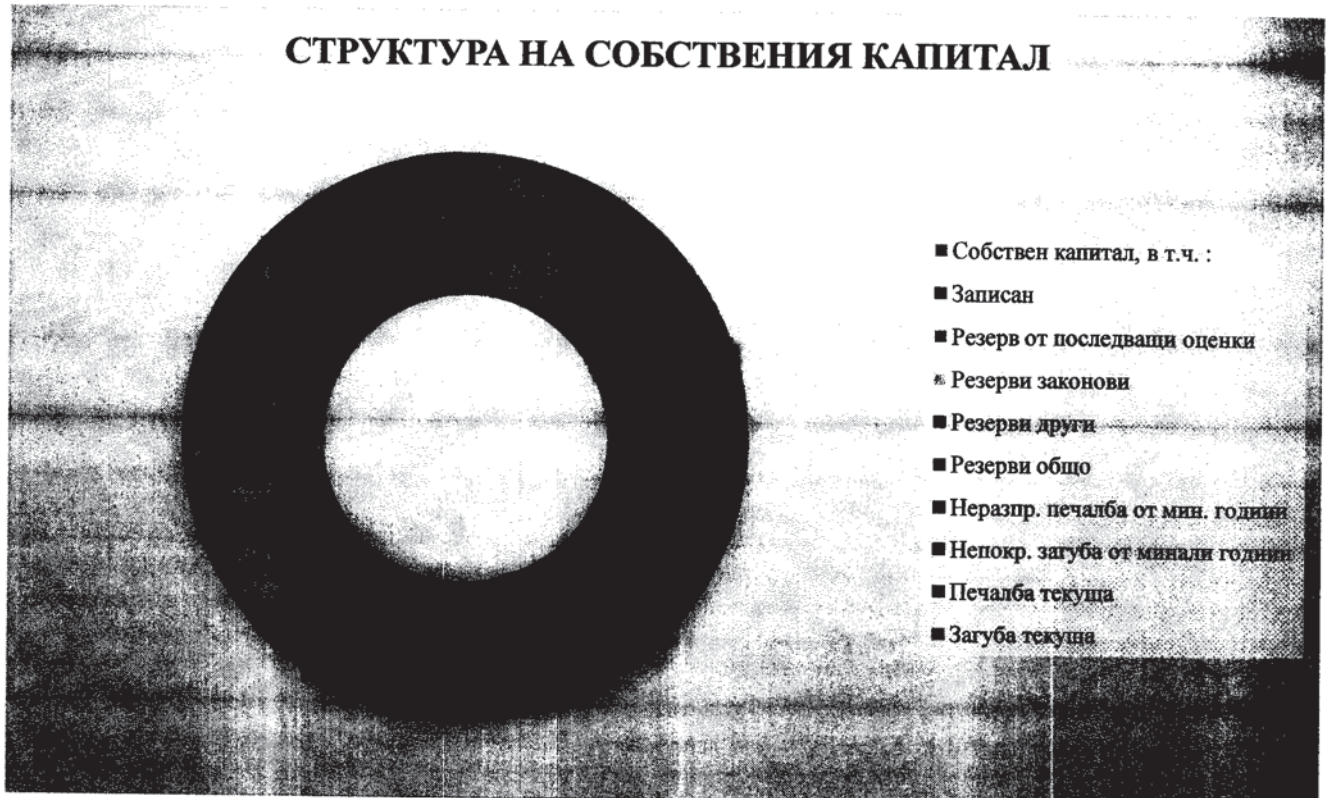 СТРУКТУРА НА СОБСТВЕНИЯ КАПИТАЛ
Собствен капитал, в т.ч. :
Записан
Резерв от последващи оценки
Резерви законови
Резерви други
Резерви общо
Неразпр. печалба от мин. години
Непокр. загуба от минали години
Печалба текуща
Загуба текуща